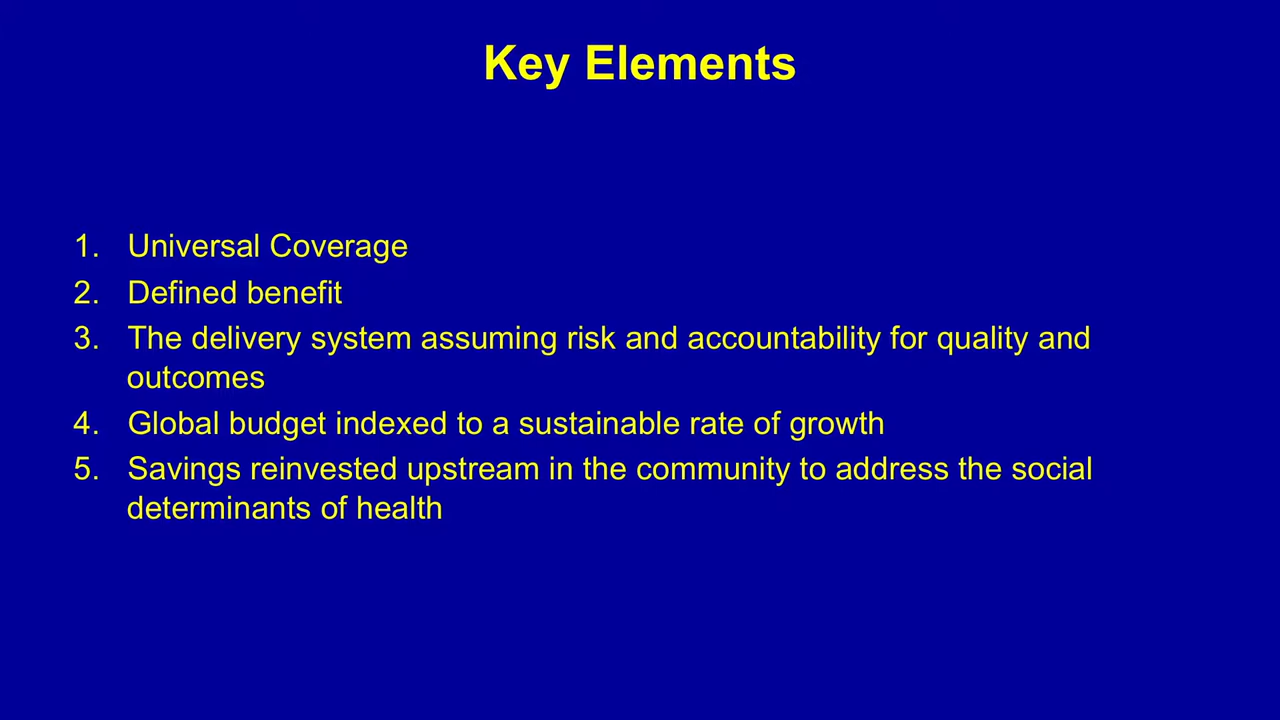 Key Elements
1. Universal Coverage
2. Defined benefit
3. The delivery system assuming risk and accountability for quality and
outcomes
4. Global budget indexed to a sustainable rate of growth
5. Savings reinvested upstream in the community to address the social
determinants of health